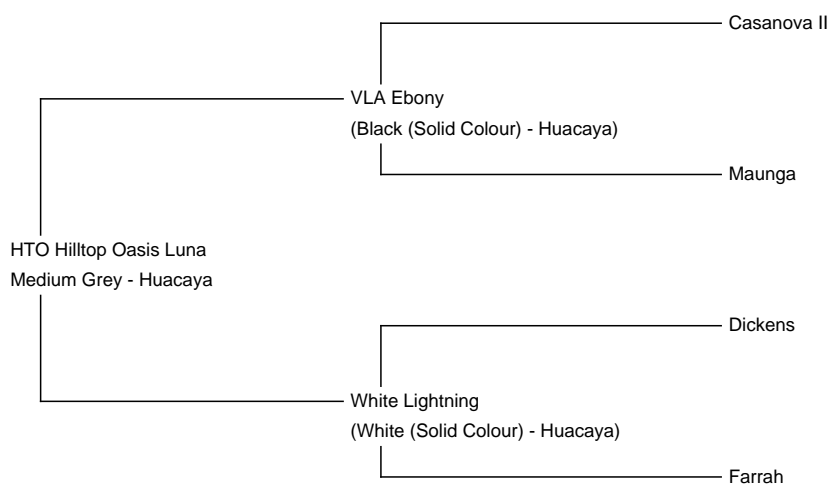 Casanova II
VLA Ebony
(Black (Solid Colour) - Huacaya)
Maunga
HTO Hilltop Oasis Luna
Medium Grey - Huacaya
Dickens
White Lightning
(White (Solid Colour) - Huacaya)
Farrah